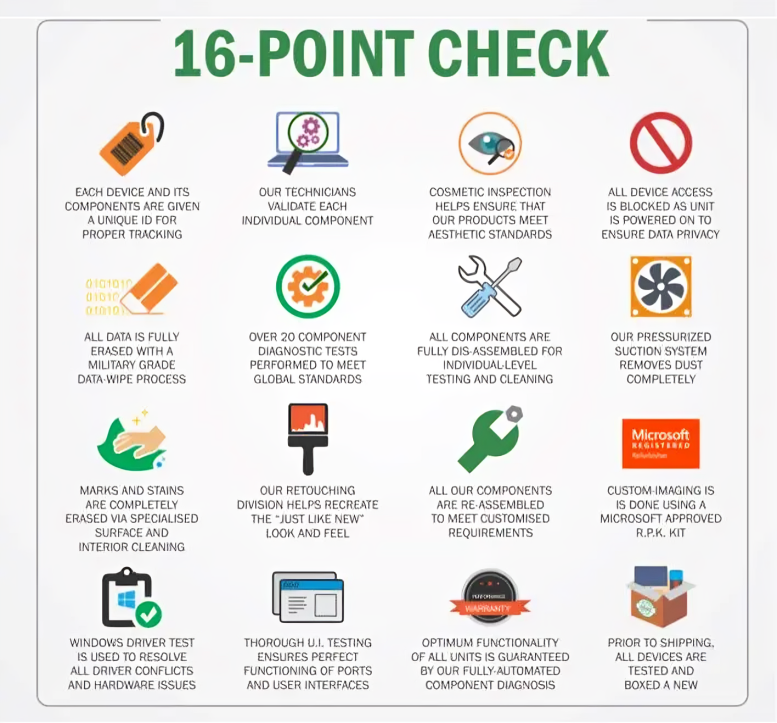 16-POINT CHECK
EACH DEVICE AND ITS
COMPONENTS ARE GIVEN
A UNIQUE ID FOR
PROPER TRACKING
OUR TECHNICIANS
VALIDATE EACH
INDIVIDUAL COMPONENT
COSMETIC INSPECTION
HELPS ENSURE THAT
OUR PRODUCTS MEET
AESTHETIC STANDARDS
ALL DEVICE ACCESS
IS BLOCKED AS UNIT
IS POWERED ON TO
ENSURE DATA PRIVACY
010101
01010
010101
ALL DATA IS FULLY
ERASED WITH A
MILITARY GRADE
DATA-WIPE PROCESS
OVER 20 COMPONENT
DIAGNOSTIC TESTS
PERFORMED TO MEET
GLOBAL STANDARDS
ALL COMPONENTS ARE
FULLY DIS-ASSEMBLED FOR
INDIVIDUAL-LEVEL
TESTING AND CLEANING
OUR PRESSURIZED
SUCTION SYSTEM
REMOVES DUST
COMPLETELY
MARKS AND STAINS
ARE COMPLETELY
ERASED VIA SPECIALISED
SURFACE AND
INTERIOR CLEANING
OUR RETOUCHING
DIVISION HELPS RECREATE
THE "JUST LIKE NEW"
LOOK AND FEEL
ALL OUR COMPONENTS
ARE RE-ASSEMBLED
TO MEET CUSTOMISED
REQUIREMENTS
Microsoft
REGISTERED
Refurbisher
CUSTOM-IMAGING IS
IS DONE USING A
MICROSOFT APPROVED
R.P.K. KIT
WINDOWS DRIVER TEST
IS USED TO RESOLVE
ALL DRIVER CONFLICTS
AND HARDWARE ISSUES
THOROUGH U.I. TESTING
ENSURES PERFECT
FUNCTIONING OF PORTS
AND USER INTERFACES
PERFORMANCE
WARRANTY
OPTIMUM FUNCTIONALITY
OF ALL UNITS IS GUARANTEED
BY OUR FULLY-AUTOMATED
COMPONENT DIAGNOSIS
PRIOR TO SHIPPING,
ALL DEVICES ARE
TESTED AND
BOXED A NEW